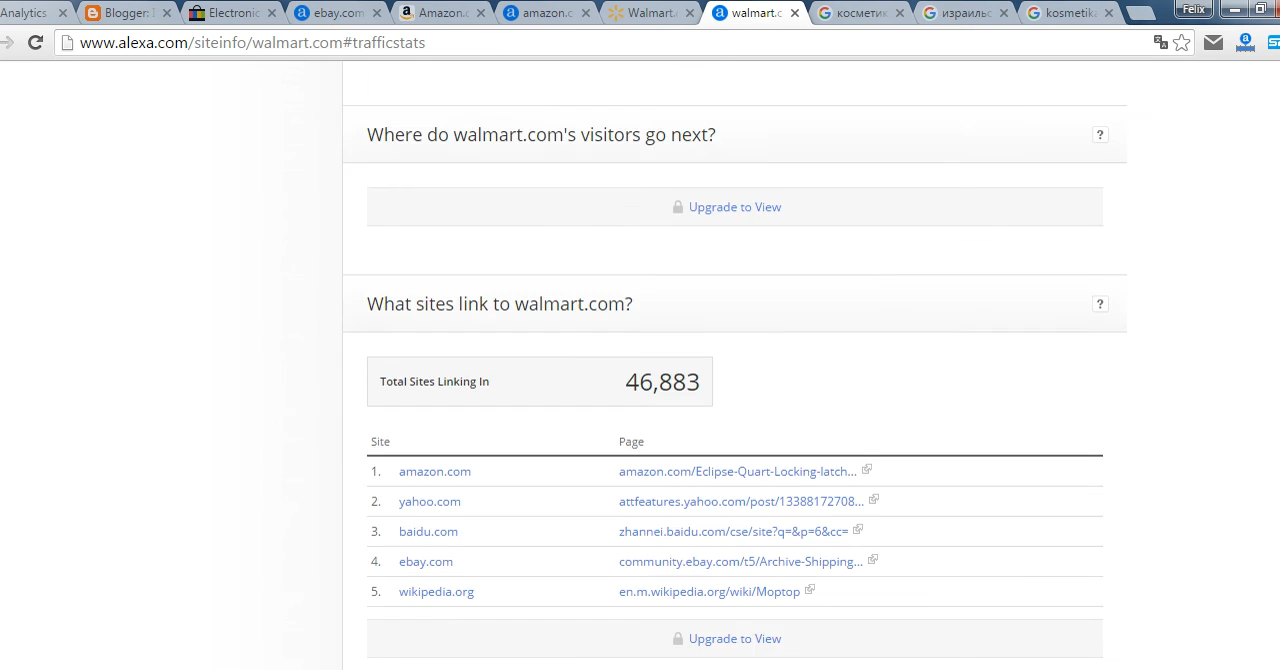 Analytics
Blogger:
Electronic
ebay.com
Amazon.c
amazon.c
Walmart.
walmart.c
косметик
израильс
kosmetika
Felix
www.alexa.com/siteinfo/walmart.com#trafficstats
Where do walmart.com's visitors go next?
?
Upgrade to View
What sites link to walmart.com?
?
Total Sites Linking In 46,883
Site Page
1. amazon.com amazon.com/Eclipse-Quart-Locking-latch...
2. yahoo.com attfeatures.yahoo.com/post/13388172708...
3. baidu.com zhannei.baidu.com/cse/site?q=&p=6&cc=
4. ebay.com community.ebay.com/t5/Archive-Shipping...
5. wikipedia.org en.m.wikipedia.org/wiki/Moptop
Upgrade to View